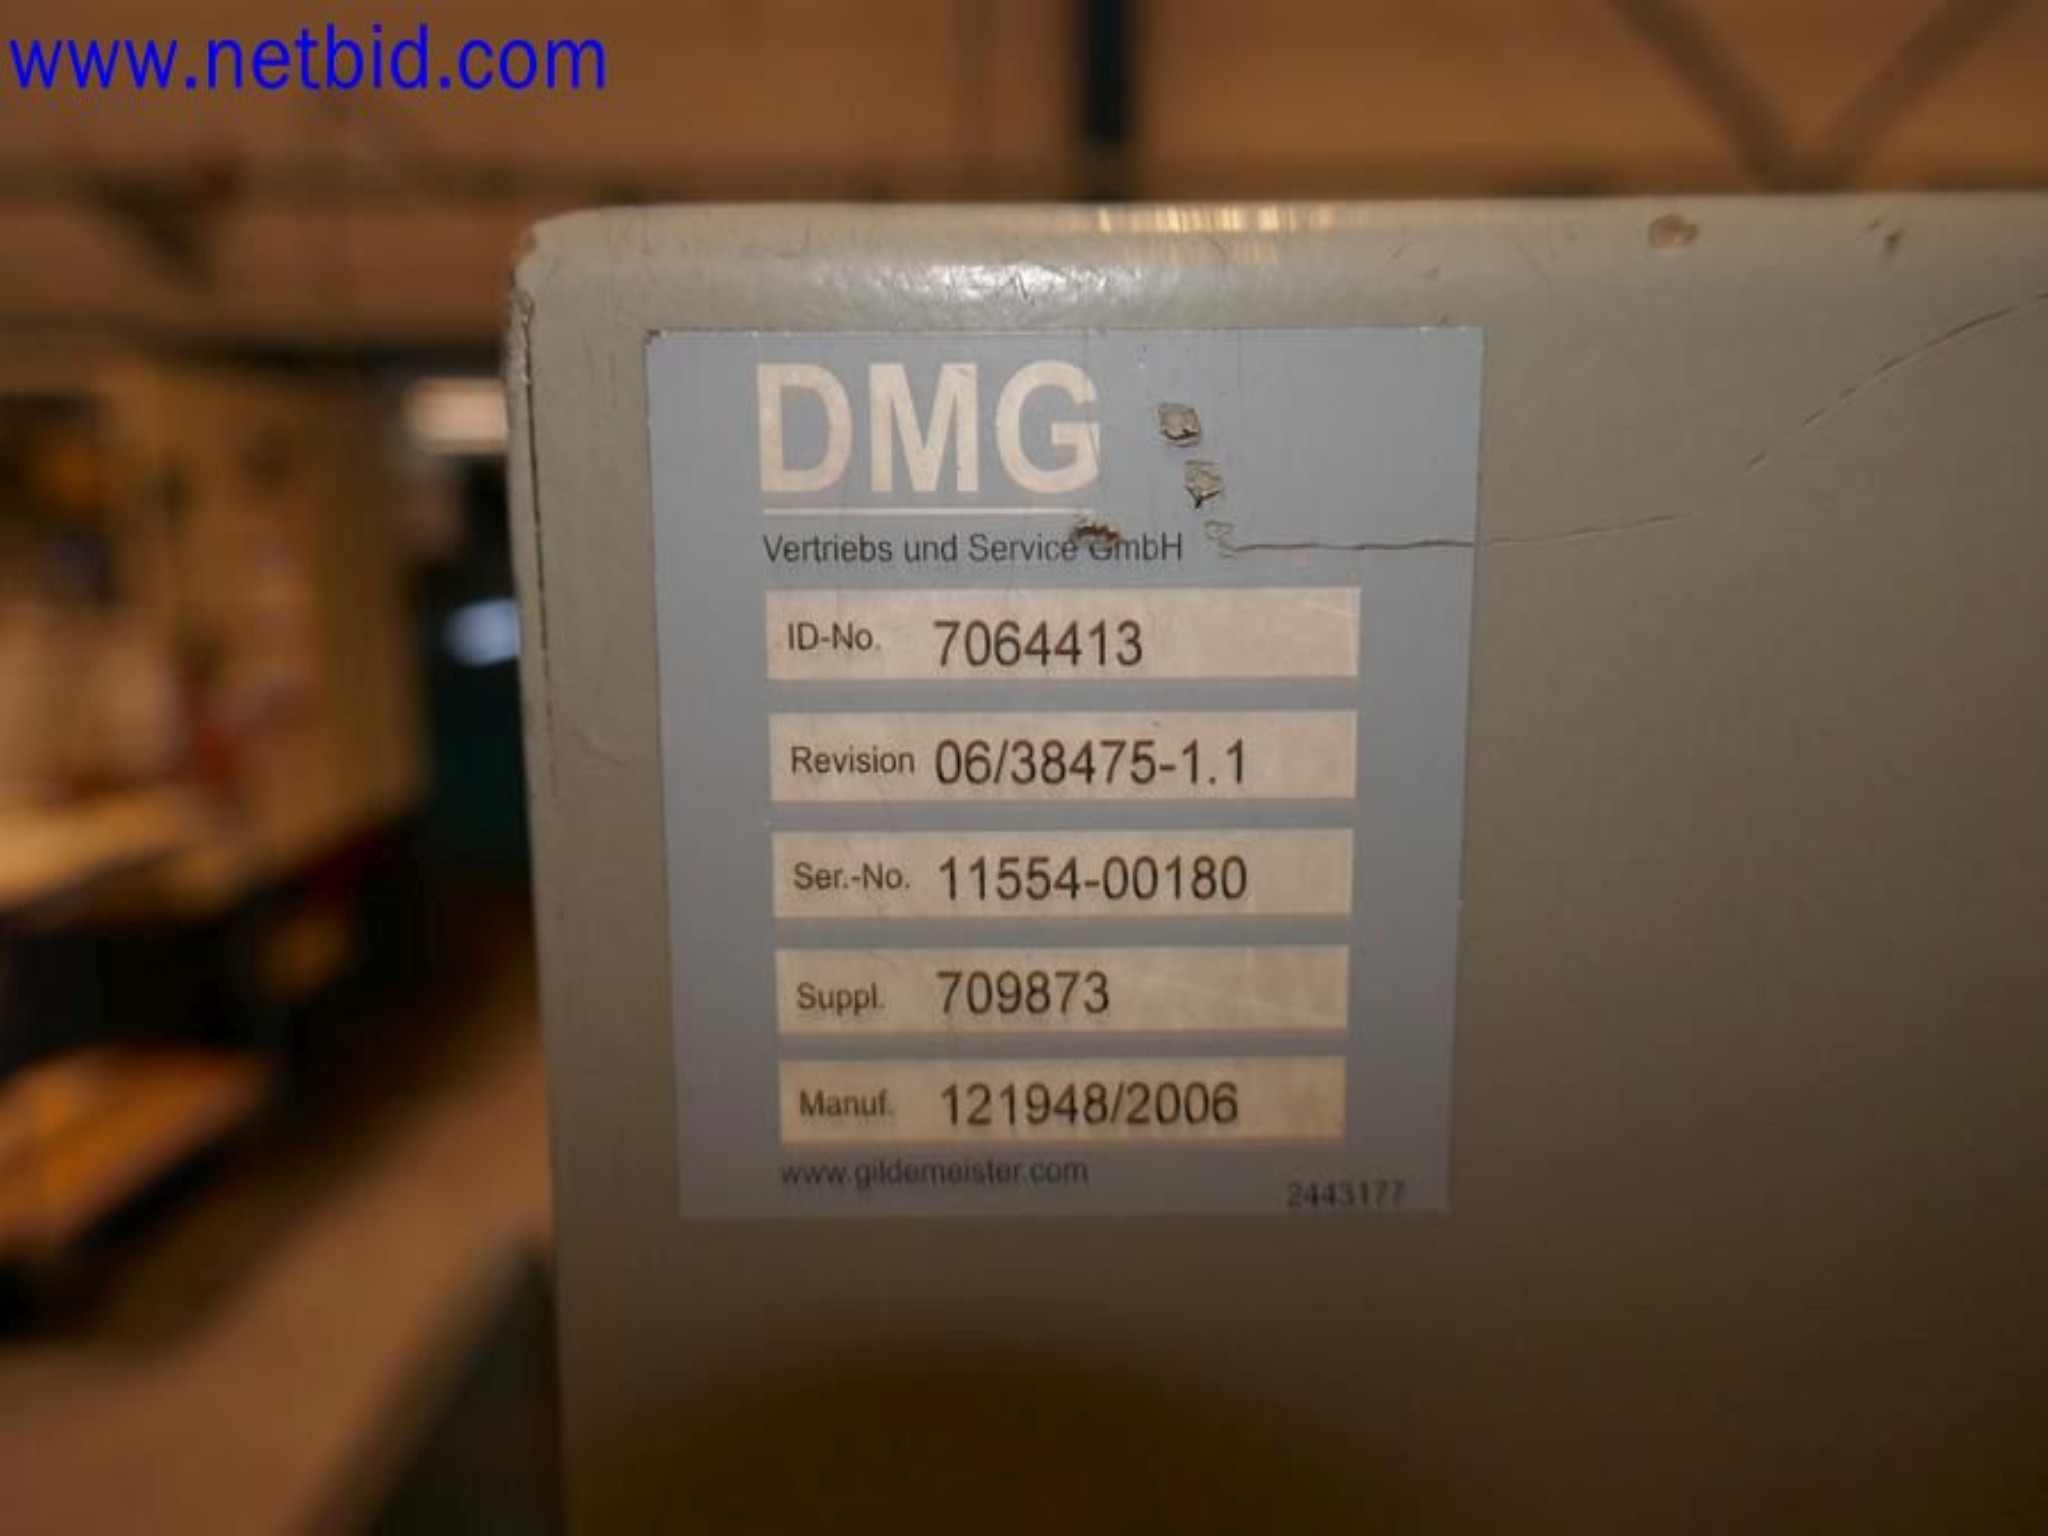 www.netbid.com
DMG
Vertriebs und Service GmbH
ID-No. 7064413
Revision 06/38475-1.1
Ser.-No. 11554-00180
Suppl. 709873
Manuf. 121948/2006
www.gildemeister.com
2443177